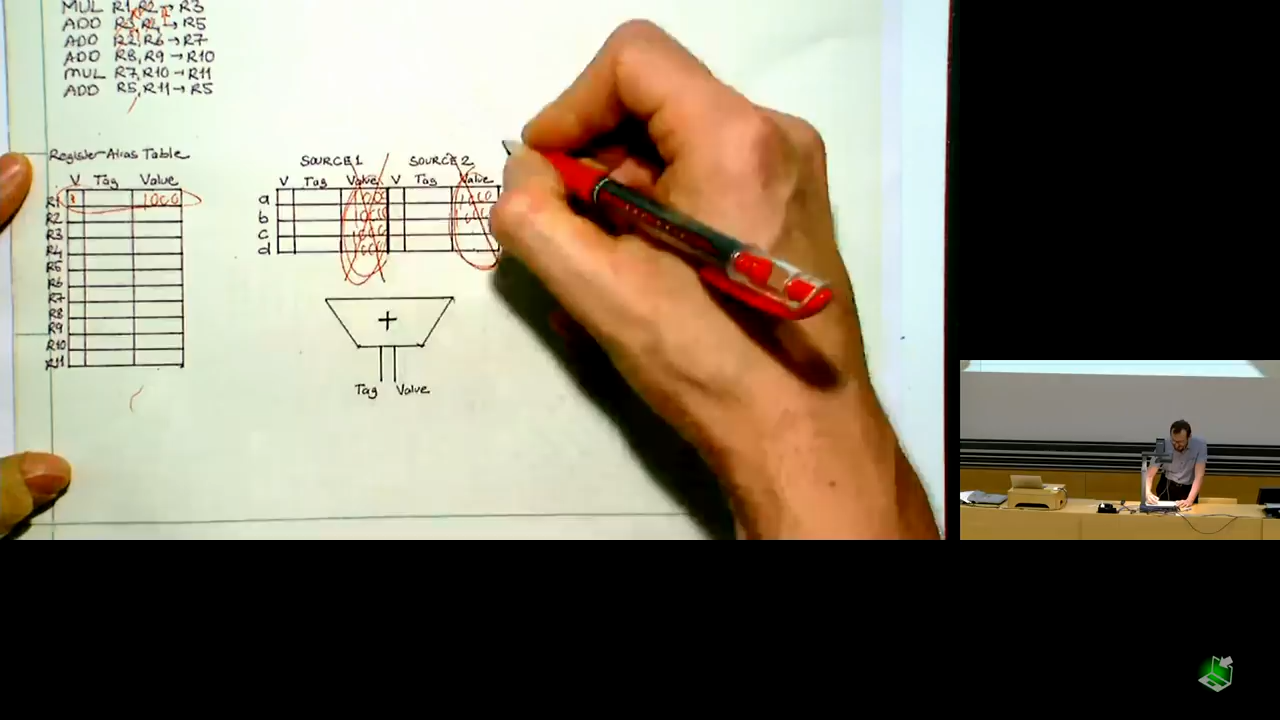 MUL R1, R2 → R3
ADD R3, R4 → R5
ADD R2, R6 → R7
ADD R8, R9 → R10
MUL R7, R10 → R11
ADD R5, R11 → R5
Register Alias Table
V Tag Value
R1 1 1000
R2
R3
R4
R5
R6
R7
R8
R9
R10
R11
SOURCE 1 SOURCE 2
V Tag Value V Tag Value
a
b
c
d
+
Tag Value